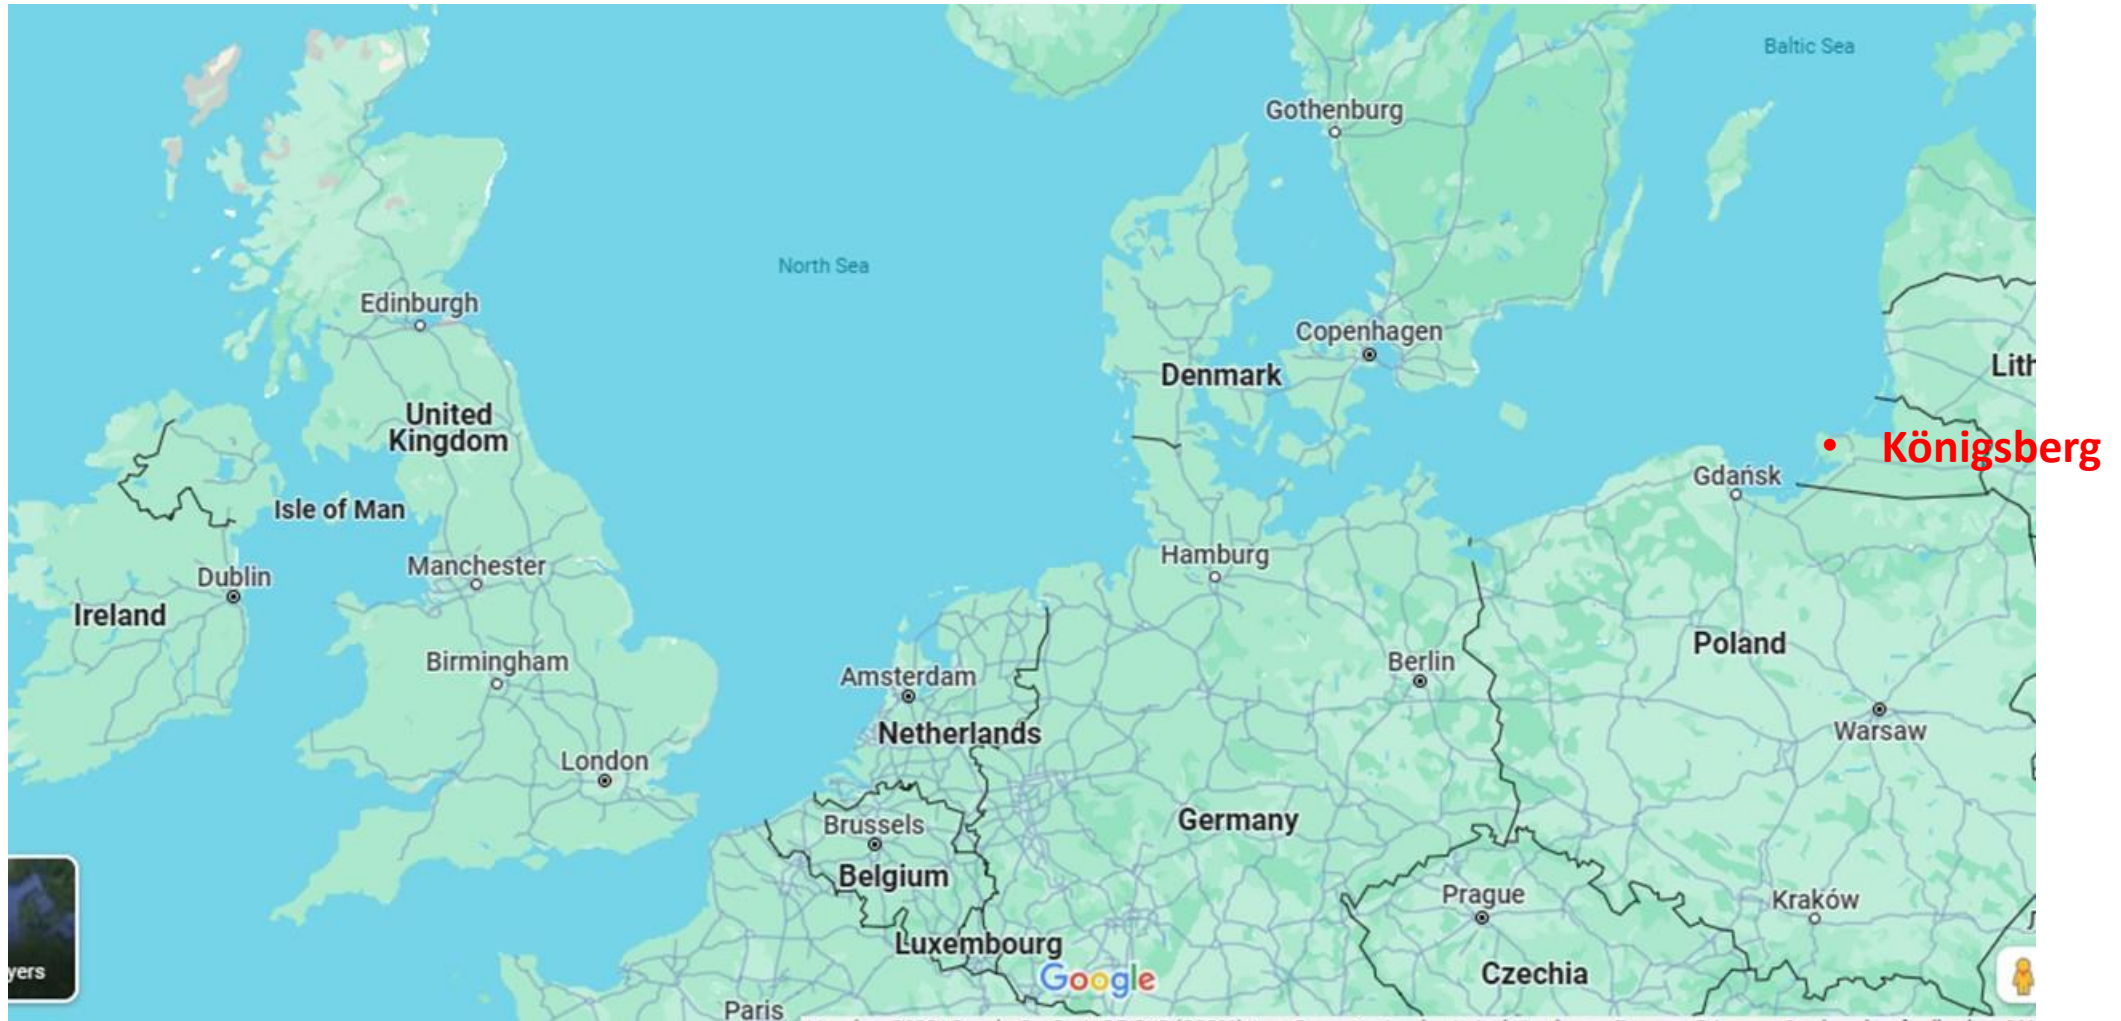 Baltic Sea
Gothenburg
North Sea
Edinburgh
Copenhagen
Denmark
Lith
United
Kingdom
• Königsberg
Gdańsk
Isle of Man
Hamburg
Manchester
Dublin
Ireland
Poland
Birmingham
Berlin
Amsterdam
Netherlands
Warsaw
London
Germany
Brussels
Belgium
Prague
Kraków
Luxembourg
yers
Google
Czechia
Paris